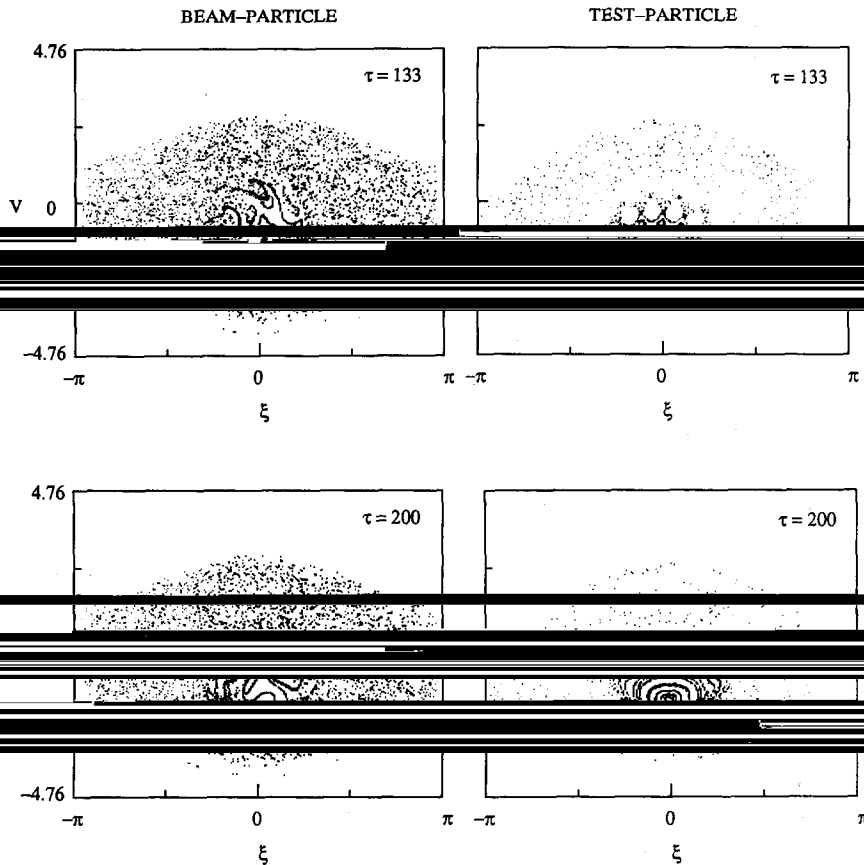 BEAM–PARTICLE TEST–PARTICLE
4.76
τ = 133 τ = 133
V 0
−4.76
−π 0 π −π 0 π
ξ ξ
4.76
τ = 200 τ = 200
−4.76
−π 0 π −π 0
ξ ξ